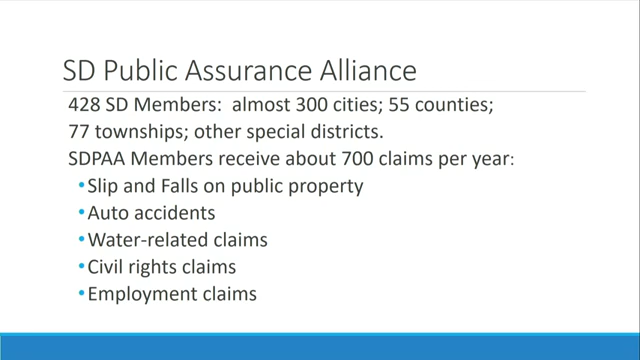 SD Public Assurance Alliance
428 SD Members: almost 300 cities; 55 counties;
77 townships; other special districts.
SDPAA Members receive about 700 claims per year:
•Slip and Falls on public property
•Auto accidents
•Water-related claims
•Civil rights claims
•Employment claims